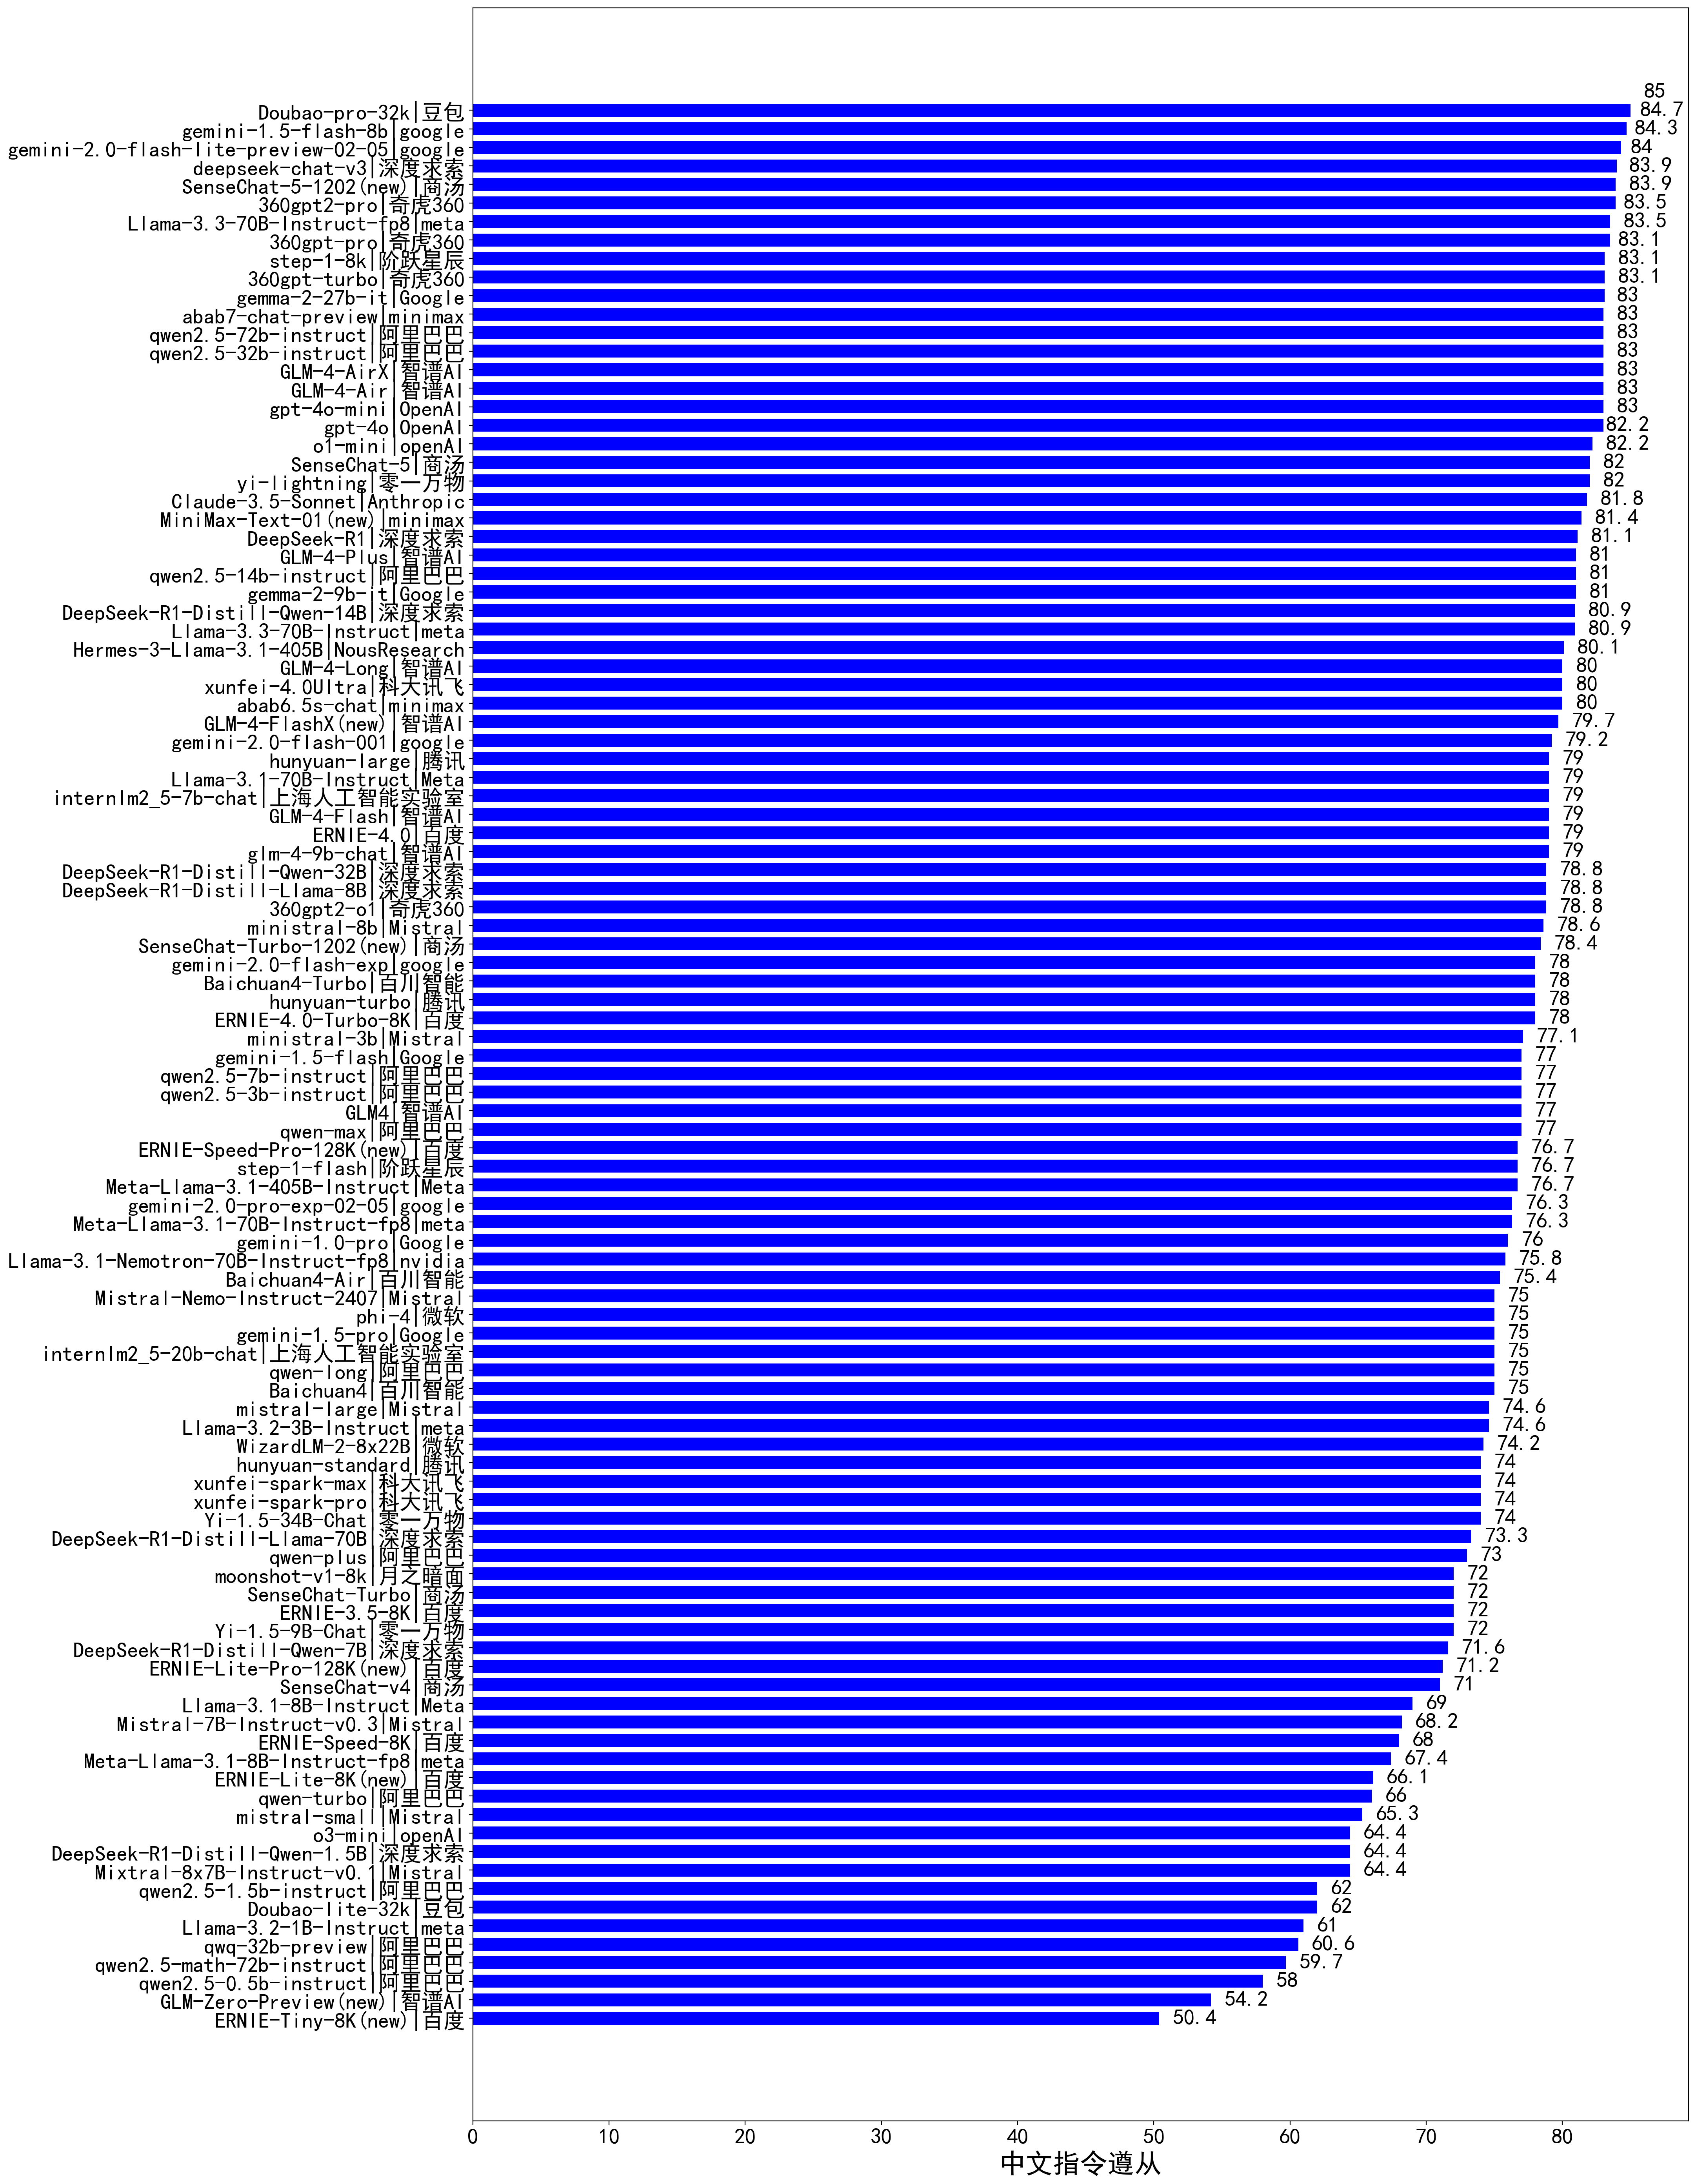 85
Doubao-pro-32k|豆包 84.7
gemini-1.5-flash-8b|google 84.3
gemini-2.0-flash-lite-preview-02-05|google 84
deepseek-chat-v3|深度求索 83.9
SenseChat-5-1202(new)|商汤 83.9
360gpt2-pro|奇虎360 83.5
Llama-3.3-70B-Instruct-fp8|meta 83.5
360gpt-pro|奇虎360 83.1
step-1-8k|阶跃星辰 83.1
360gpt-turbo|奇虎360 83.1
gemma-2-27b-it|Google 83
abab7-chat-preview|minimax 83
qwen2.5-72b-instruct|阿里巴巴 83
qwen2.5-32b-instruct|阿里巴巴 83
GLM-4-AirX|智谱AI 83
GLM-4-Air|智谱AI 83
gpt-4o-mini|OpenAI 83
gpt-4o|OpenAI 82.2
o1-mini|openAI 82.2
SenseChat-5|商汤 82
yi-lightning|零一万物 82
Claude-3.5-Sonnet|Anthropic 81.8
MiniMax-Text-01(new)|minimax 81.4
DeepSeek-R1|深度求索 81.1
GLM-4-Plus|智谱AI 81
qwen2.5-14b-instruct|阿里巴巴 81
gemma-2-9b-it|Google 81
DeepSeek-R1-Distill-Qwen-14B|深度求索 80.9
Llama-3.3-70B-Instruct|meta 80.9
Hermes-3-Llama-3.1-405B|NousResearch 80.1
GLM-4-Long|智谱AI 80
xunfei-4.0Ultra|科大讯飞 80
abab6.5s-chat|minimax 80
GLM-4-FlashX(new)|智谱AI 79.7
gemini-2.0-flash-001|google 79.2
hunyuan-large|腾讯 79
Llama-3.1-70B-Instruct|Meta 79
internlm2_5-7b-chat|上海人工智能实验室 79
GLM-4-Flash|智谱AI 79
ERNIE-4.0|百度 79
glm-4-9b-chat|智谱AI 79
DeepSeek-R1-Distill-Qwen-32B|深度求索 78.8
DeepSeek-R1-Distill-Llama-8B|深度求索 78.8
360gpt2-o1|奇虎360 78.8
ministral-8b|Mistral 78.6
SenseChat-Turbo-1202(new)|商汤 78.4
gemini-2.0-flash-exp|google 78
Baichuan4-Turbo|百川智能 78
hunyuan-turbo|腾讯 78
ERNIE-4.0-Turbo-8K|百度 78
ministral-3b|Mistral 77.1
gemini-1.5-flash|Google 77
qwen2.5-7b-instruct|阿里巴巴 77
qwen2.5-3b-instruct|阿里巴巴 77
GLM4|智谱AI 77
qwen-max|阿里巴巴 77
ERNIE-Speed-Pro-128K(new)|百度 76.7
step-1-flash|阶跃星辰 76.7
Meta-Llama-3.1-405B-Instruct|Meta 76.7
gemini-2.0-pro-exp-02-05|google 76.3
Meta-Llama-3.1-70B-Instruct-fp8|meta 76.3
gemini-1.0-pro|Google 76
Llama-3.1-Nemotron-70B-Instruct-fp8|nvidia 75.8
Baichuan4-Air|百川智能 75.4
Mistral-Nemo-Instruct-2407|Mistral 75
phi-4|微软 75
gemini-1.5-pro|Google 75
internlm2_5-20b-chat|上海人工智能实验室 75
qwen-long|阿里巴巴 75
Baichuan4|百川智能 75
mistral-large|Mistral 74.6
Llama-3.2-3B-Instruct|meta 74.6
WizardLM-2-8x22B|微软 74.2
hunyuan-standard|腾讯 74
xunfei-spark-max|科大讯飞 74
xunfei-spark-pro|科大讯飞 74
Yi-1.5-34B-Chat|零一万物 74
DeepSeek-R1-Distill-Llama-70B|深度求索 73.3
qwen-plus|阿里巴巴 73
moonshot-v1-8k|月之暗面 72
SenseChat-Turbo|商汤 72
ERNIE-3.5-8K|百度 72
Yi-1.5-9B-Chat|零一万物 72
DeepSeek-R1-Distill-Qwen-7B|深度求索 71.6
ERNIE-Lite-Pro-128K(new)|百度 71.2
SenseChat-v4|商汤 71
Llama-3.1-8B-Instruct|Meta 69
Mistral-7B-Instruct-v0.3|Mistral 68.2
ERNIE-Speed-8K|百度 68
Meta-Llama-3.1-8B-Instruct-fp8|meta 67.4
ERNIE-Lite-8K(new)|百度 66.1
qwen-turbo|阿里巴巴 66
mistral-small|Mistral 65.3
o3-mini|openAI 64.4
DeepSeek-R1-Distill-Qwen-1.5B|深度求索 64.4
Mixtral-8x7B-Instruct-v0.1|Mistral 64.4
qwen2.5-1.5b-instruct|阿里巴巴 62
Doubao-lite-32k|豆包 62
Llama-3.2-1B-Instruct|meta 61
qwq-32b-preview|阿里巴巴 60.6
qwen2.5-math-72b-instruct|阿里巴巴 59.7
qwen2.5-0.5b-instruct|阿里巴巴 58
GLM-Zero-Preview(new)|智谱AI 54.2
ERNIE-Tiny-8K(new)|百度 50.4
0 10 20 30 40 50 60 70 80
中文指令遵从